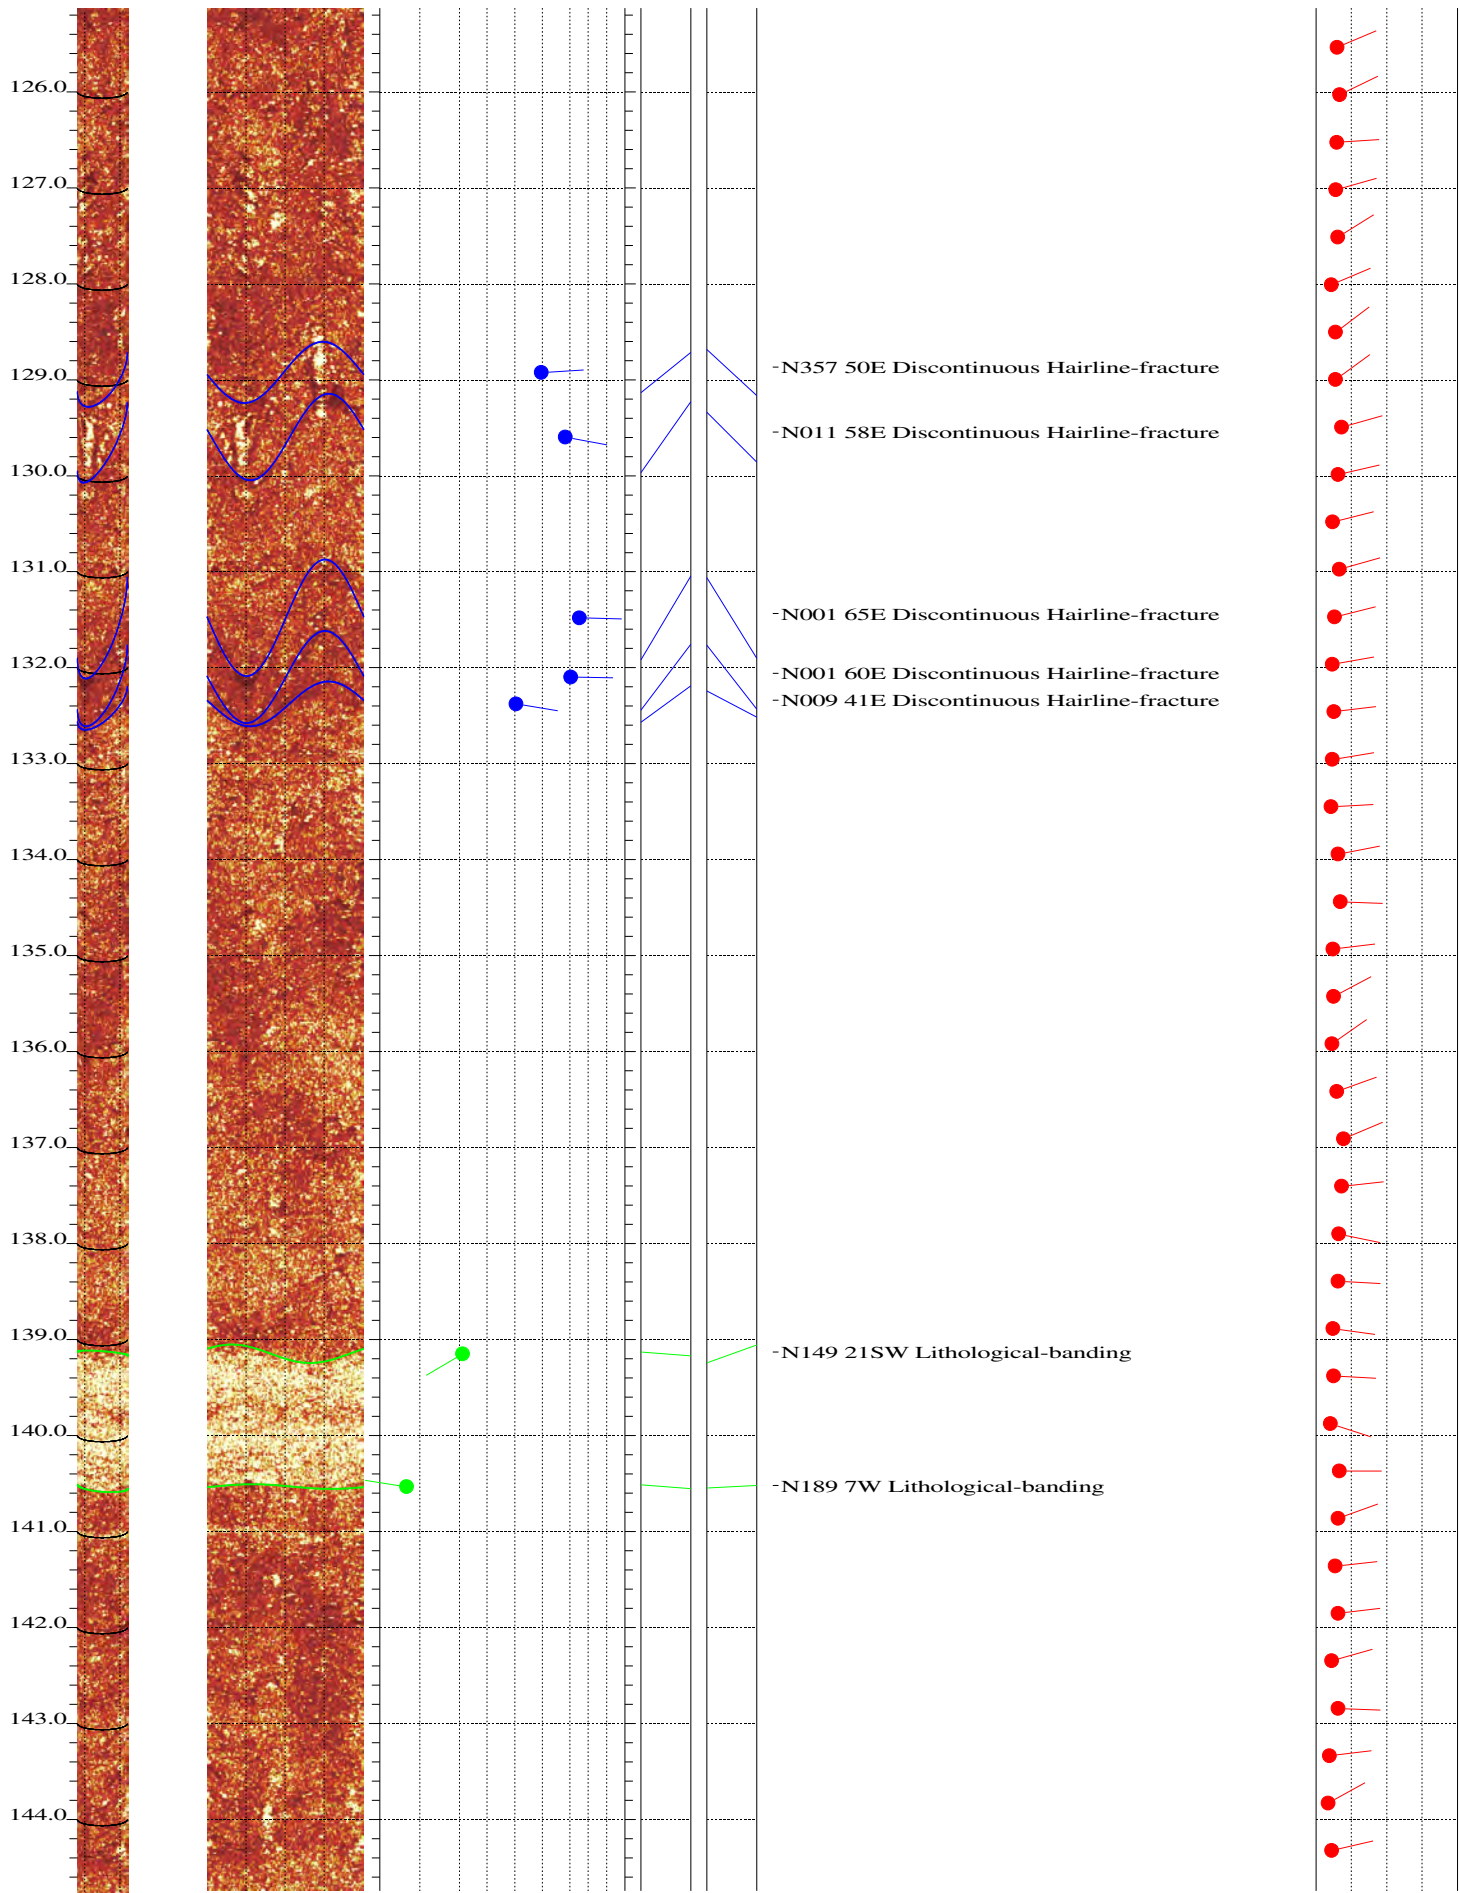 126.0
127.0
128.0
-N357 50E Discontinuous Hairline-fracture
129.0
-N011 58E Discontinuous Hairline-fracture
130.0
131.0
-N001 65E Discontinuous Hairline-fracture
132.0
-N001 60E Discontinuous Hairline-fracture
-N009 41E Discontinuous Hairline-fracture
133.0
134.0
135.0
136.0
137.0
138.0
139.0
-N149 21SW Lithological-banding
140.0
-N189 7W Lithological-banding
141.0
142.0
143.0
144.0